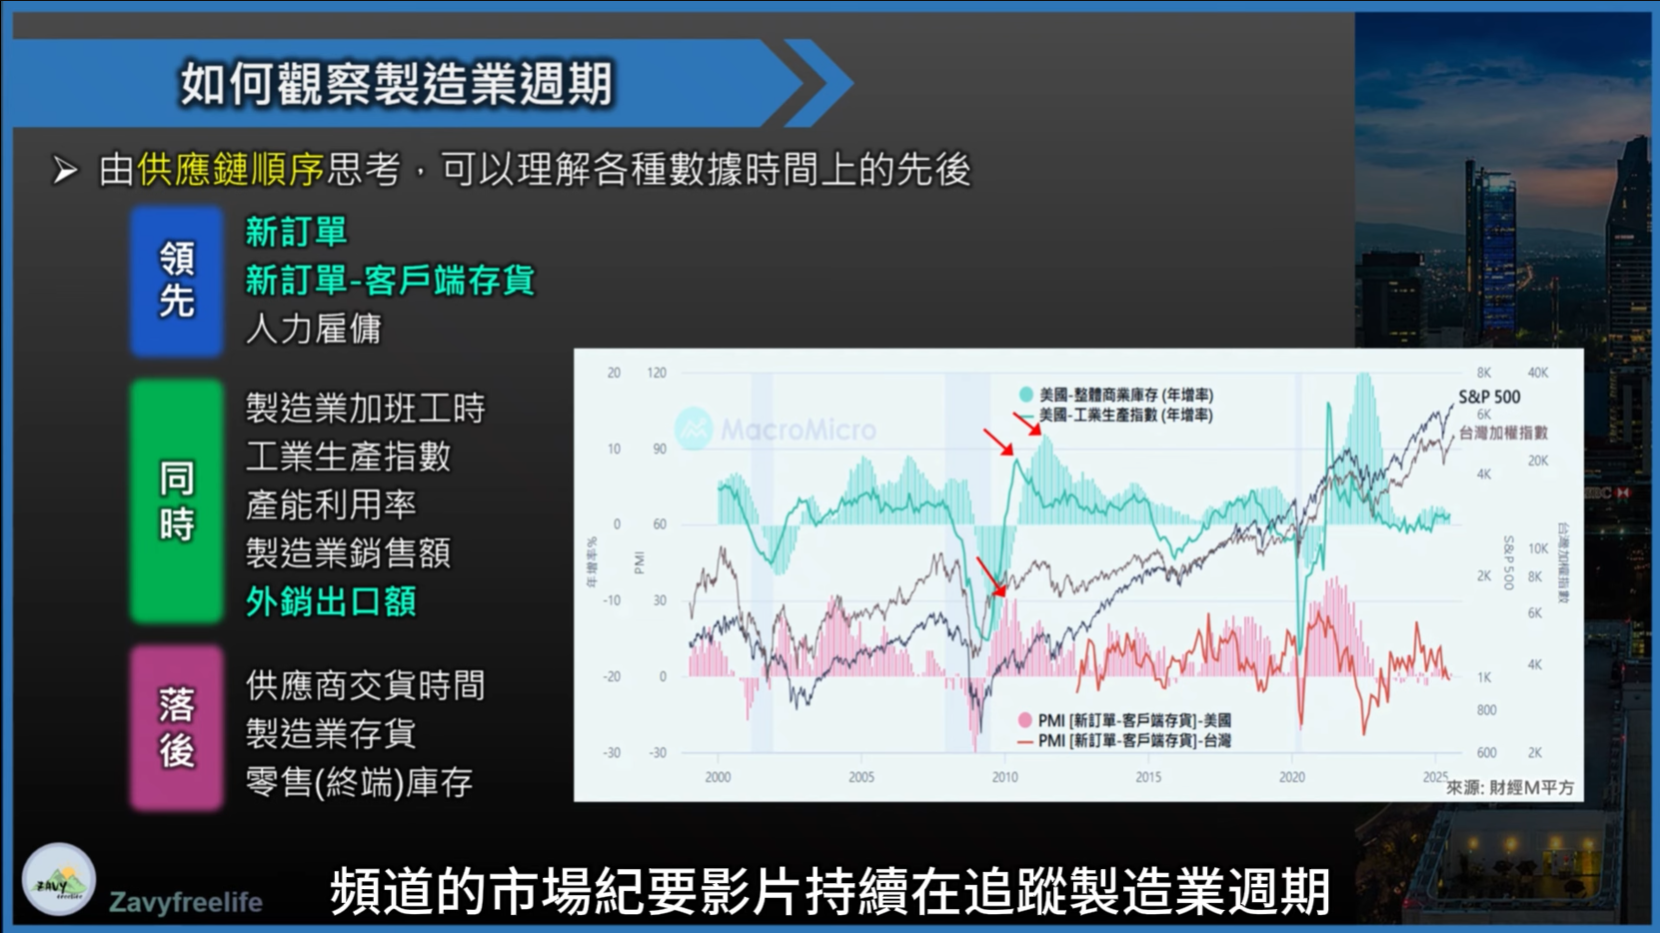 如何觀察製造業週期
由供應鏈順序思考，可以理解各種數據時間上的先後
領先
新訂單
新訂單-客戶端存貨
人力雇傭
同時
製造業加班工時
工業生產指數
產能利用率
製造業銷售額
外銷出口額
落後
供應商交貨時間
製造業存貨
零售(終端)庫存
20 120 8K 40K
美國-整體商業庫存 (年增率)
美國-工業生產指數 (年增率)
S&P 500
6K
台灣加權指數
MacroMicro
10 90 4K 20K
0 60
年增率%
PMI
S&P 500
台灣加權指數
10K
2K 8K
-10 30 6K
-20 0 1K 4K
800
PMI [新訂單-客戶端存貨]-美國
PMI [新訂單-客戶端存貨]-台灣
-30 -30 600 2K
2000 2005 2010 2015 2020 2025
來源: 財經M平方
ZAVY
freelife
Zavyfreelife
頻道的市場紀要影片持續在追蹤製造業週期